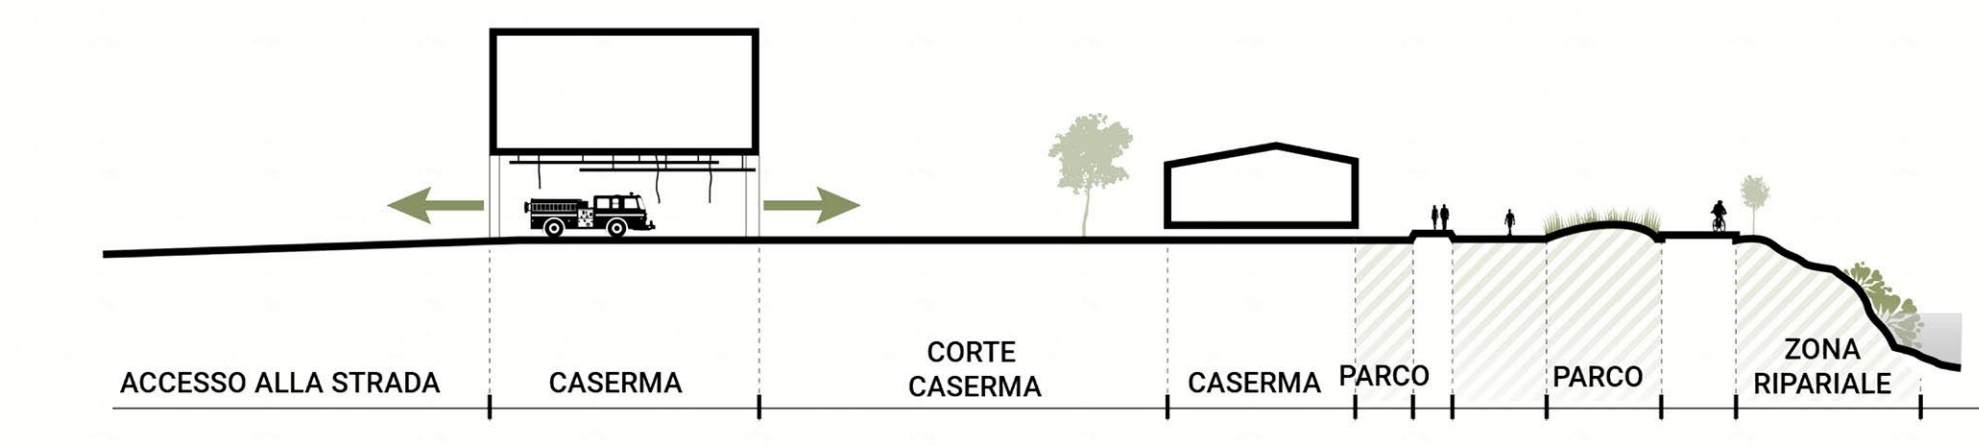 ACCESSO ALLA STRADA
CASERMA
CORTE
CASERMA
CASERMA
PARCO
PARCO
ZONA
RIPARIALE